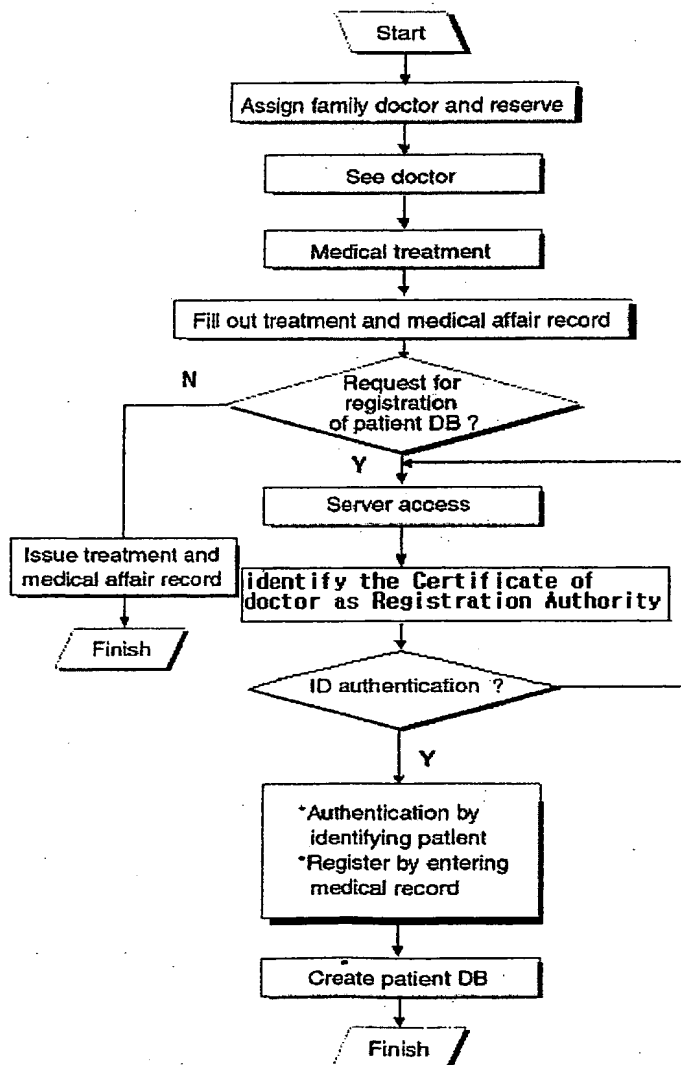 Start
Assign family doctor and reserve
See doctor
Medical treatment
Fill out treatment and medical affair record
N
Request for
registration
of patient DB ?
Y
Server access
Issue treatment and
medical affair record
identify the Certificate of
doctor as Registration Authority
Finish
ID authentication ?
Y
*Authentication by
identifying patient
*Register by entering
medical record
Create patient DB
Finish